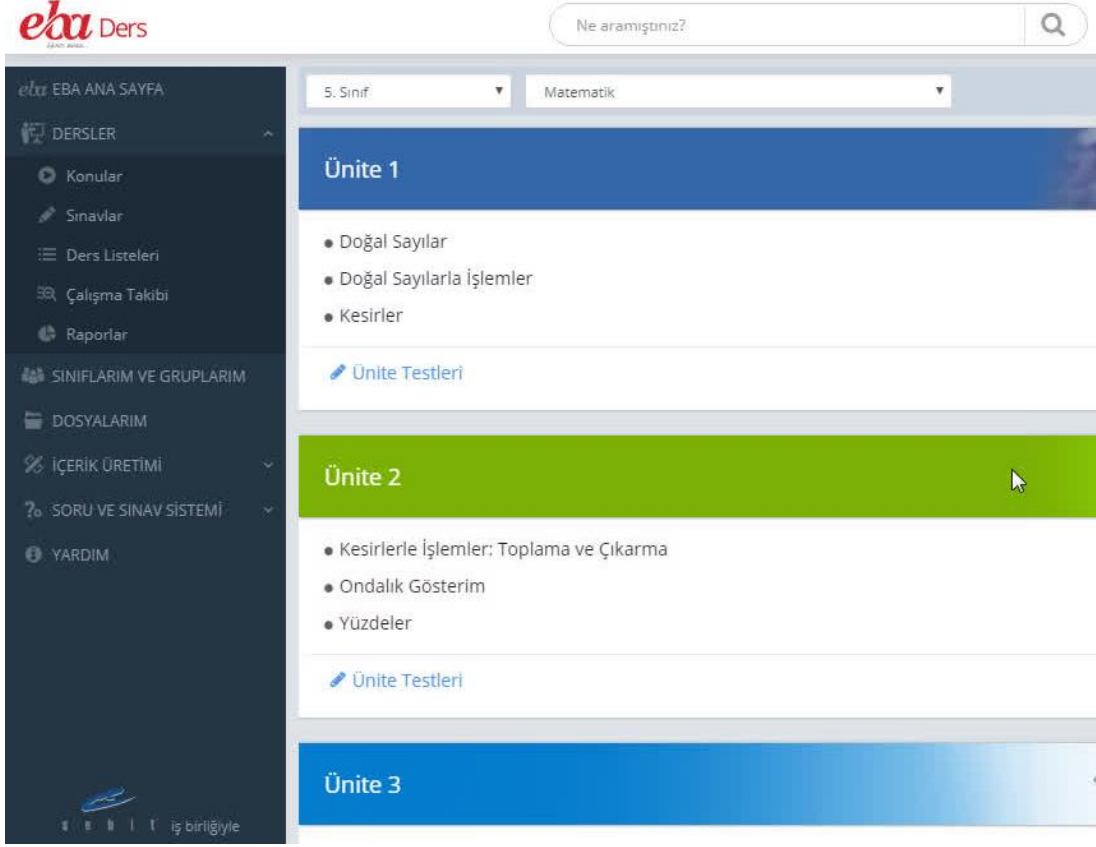 eba Ders
Ne aramıştınız?
eba EBA ANA SAYFA
DERSLER
Konular
Sınavlar
Ders Listeleri
Çalışma Takibi
Raporlar
SINIFLARIM VE GRUPLARIM
DOSYALARIM
İÇERİK ÜRETİMİ
SORU VE SINAV SİSTEMİ
YARDIM
sebit iş birliğiyle
5. Sınıf
Matematik
Ünite 1
Doğal Sayılar
Doğal Sayılarla İşlemler
Kesirler
Ünite Testleri
Ünite 2
Kesirlerle İşlemler: Toplama ve Çıkarma
Ondalık Gösterim
Yüzdeler
Ünite Testleri
Ünite 3